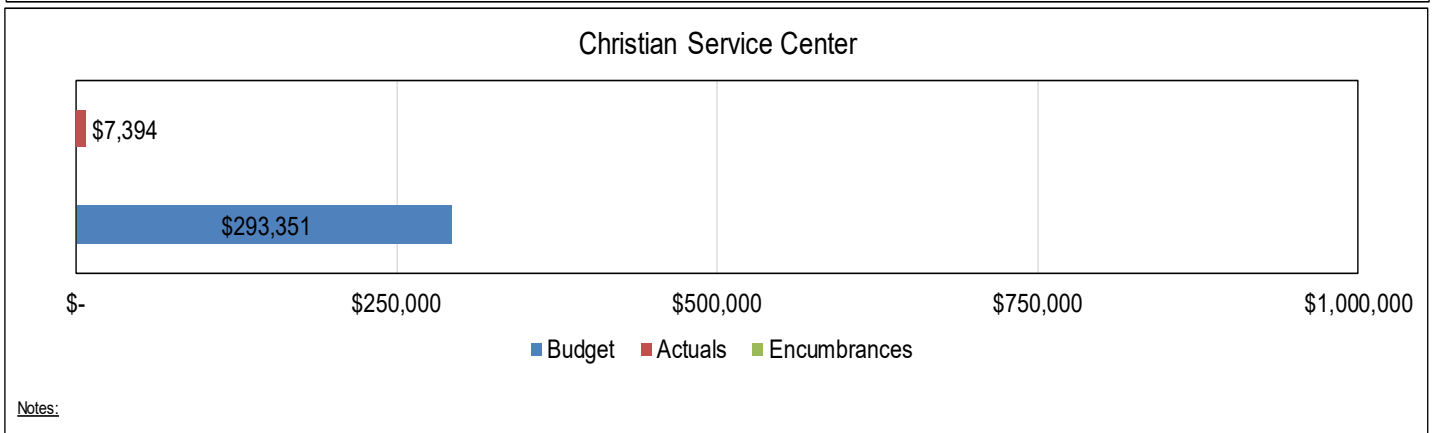 Christian Service Center
$7,394
$293,351
$- $250,000 $500,000 $750,000 $1,000,000
Budget Actuals Encumbrances
Notes: